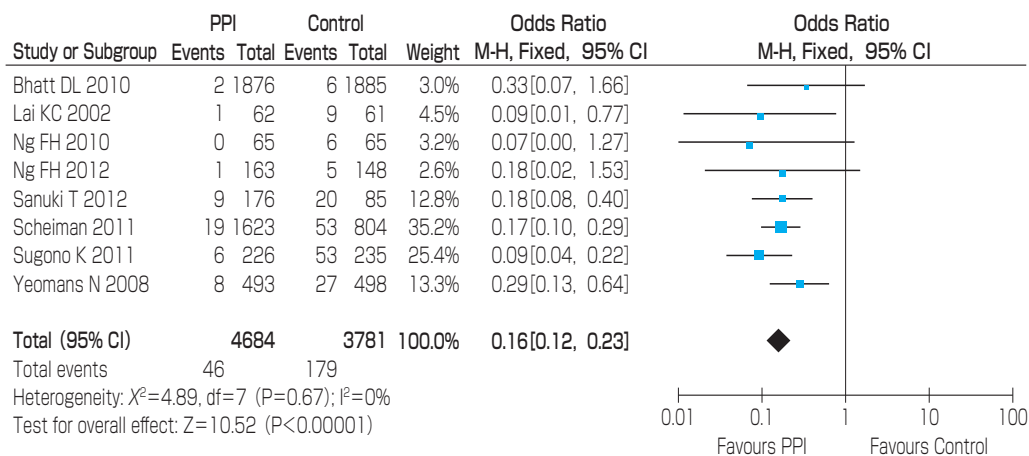 PPI Control Odds Ratio Odds Ratio
Study or Subgroup Events Total Events Total Weight M-H, Fixed, 95% CI M-H, Fixed, 95% CI
Bhatt DL 2010 2 1876 6 1885 3.0% 0.33[0.07, 1.66]
Lai KC 2002 1 62 9 61 4.5% 0.09[0.01, 0.77]
Ng FH 2010 0 65 6 65 3.2% 0.07[0.00, 1.27]
Ng FH 2012 1 163 5 148 2.6% 0.18[0.02, 1.53]
Sanuki T 2012 9 176 20 85 12.8% 0.18[0.08, 0.40]
Scheiman 2011 19 1623 53 804 35.2% 0.17[0.10, 0.29]
Sugono K 2011 6 226 53 235 25.4% 0.09[0.04, 0.22]
Yeomans N 2008 8 493 27 498 13.3% 0.29[0.13, 0.64]
Total (95% CI) 4684 3781 100.0% 0.16[0.12, 0.23]
Total events 46 179
Heterogeneity: X²=4.89, df=7 (P=0.67); I²=0%
Test for overall effect: Z=10.52 (P<0.00001)
0.01 0.1 1 10 100
Favours PPI Favours Control